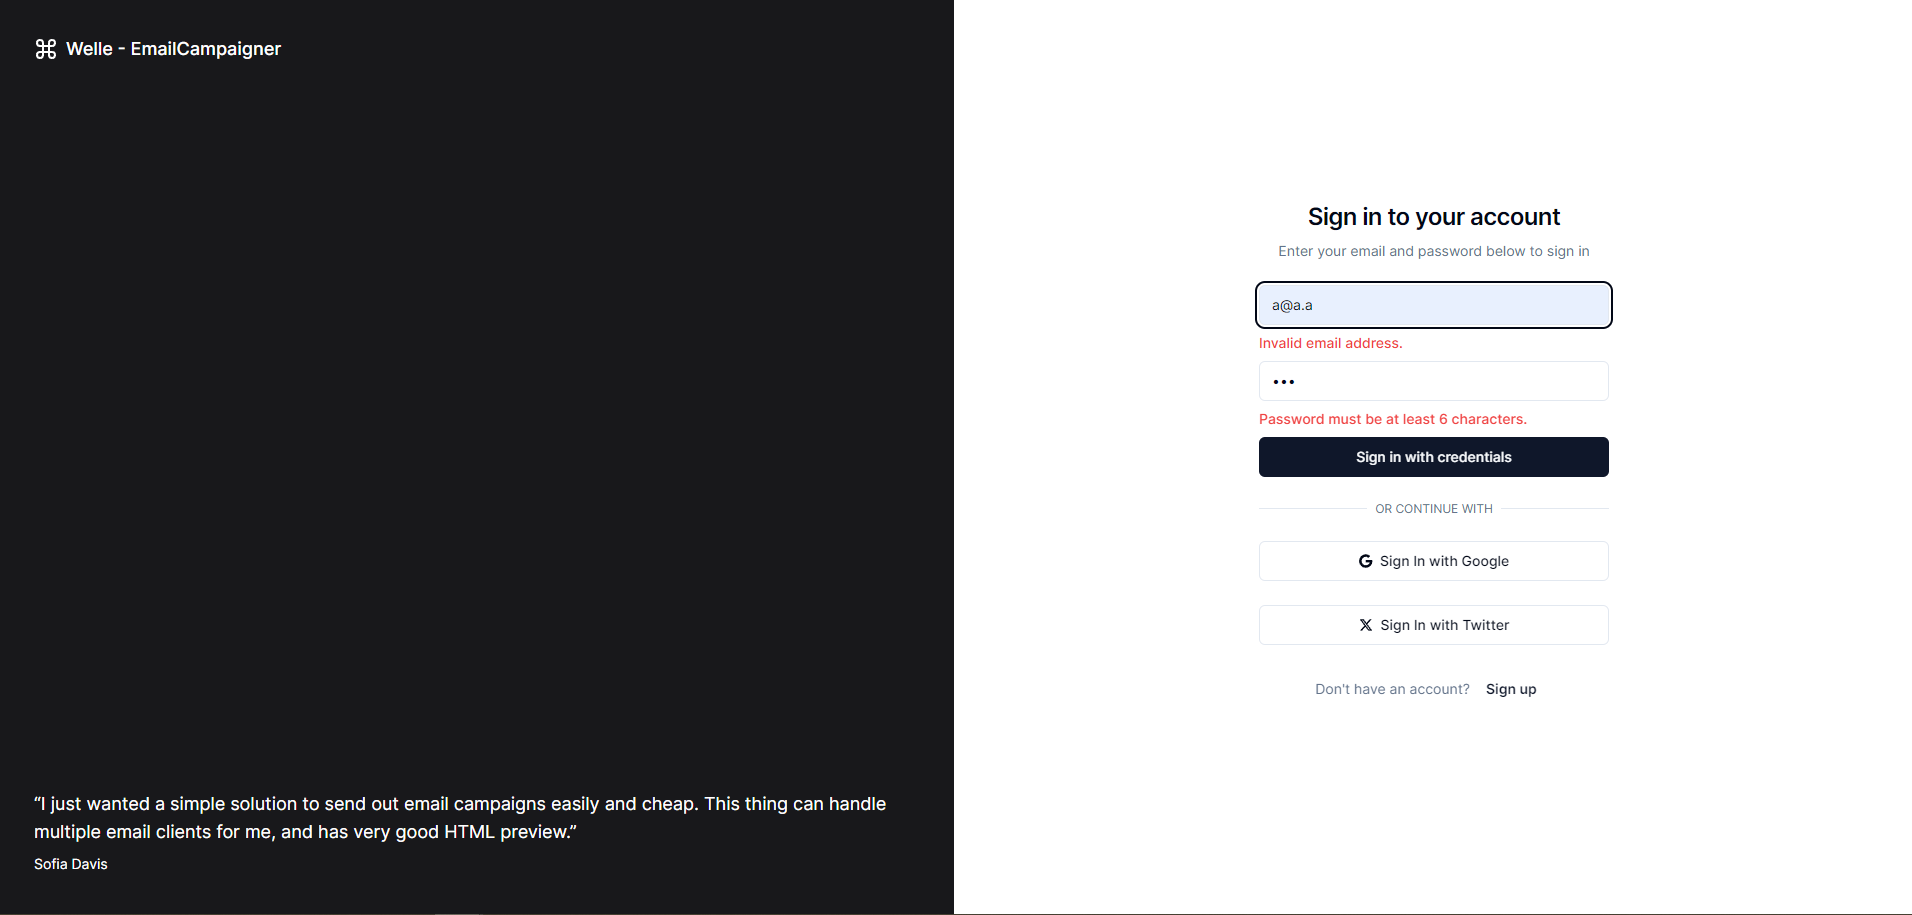 Welle - EmailCampaigner
“I just wanted a simple solution to send out email campaigns easily and cheap. This thing can handle
multiple email clients for me, and has very good HTML preview.”
Sofia Davis
Sign in to your account
Enter your email and password below to sign in
a@a.a
Invalid email address.
•••
Password must be at least 6 characters.
Sign in with credentials
OR CONTINUE WITH
Sign In with Google
Sign In with Twitter
Don't have an account? Sign up